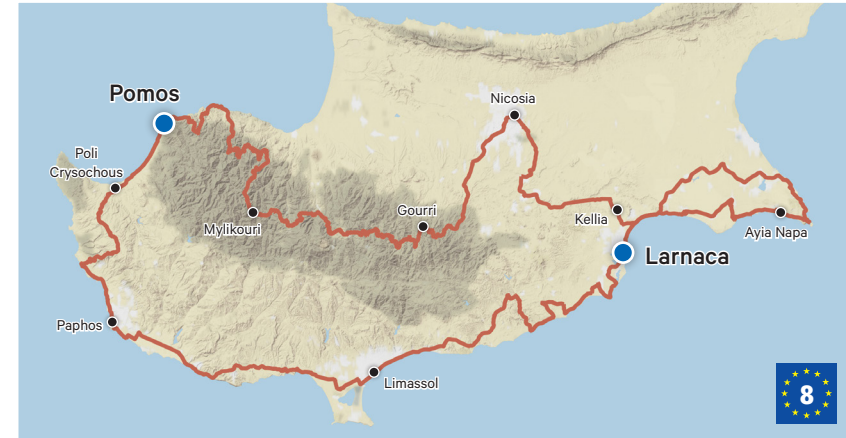 Pomos
Nicosia
Poli
Crysochous
Mylikouri
Gourri
Kellia
Ayia Napa
Larnaca
Paphos
Limassol
8